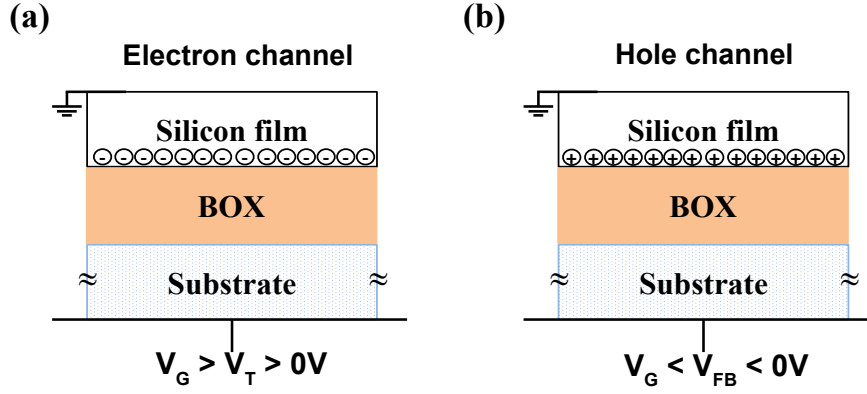 (a)
Electron channel
Silicon film
- - - - - - - - - - - - -
BOX
≈ Substrate ≈
V_G > V_T > 0V
(b)
Hole channel
Silicon film
+ + + + + + + + + + + + + +
BOX
≈ Substrate ≈
V_G < V_FB < 0V